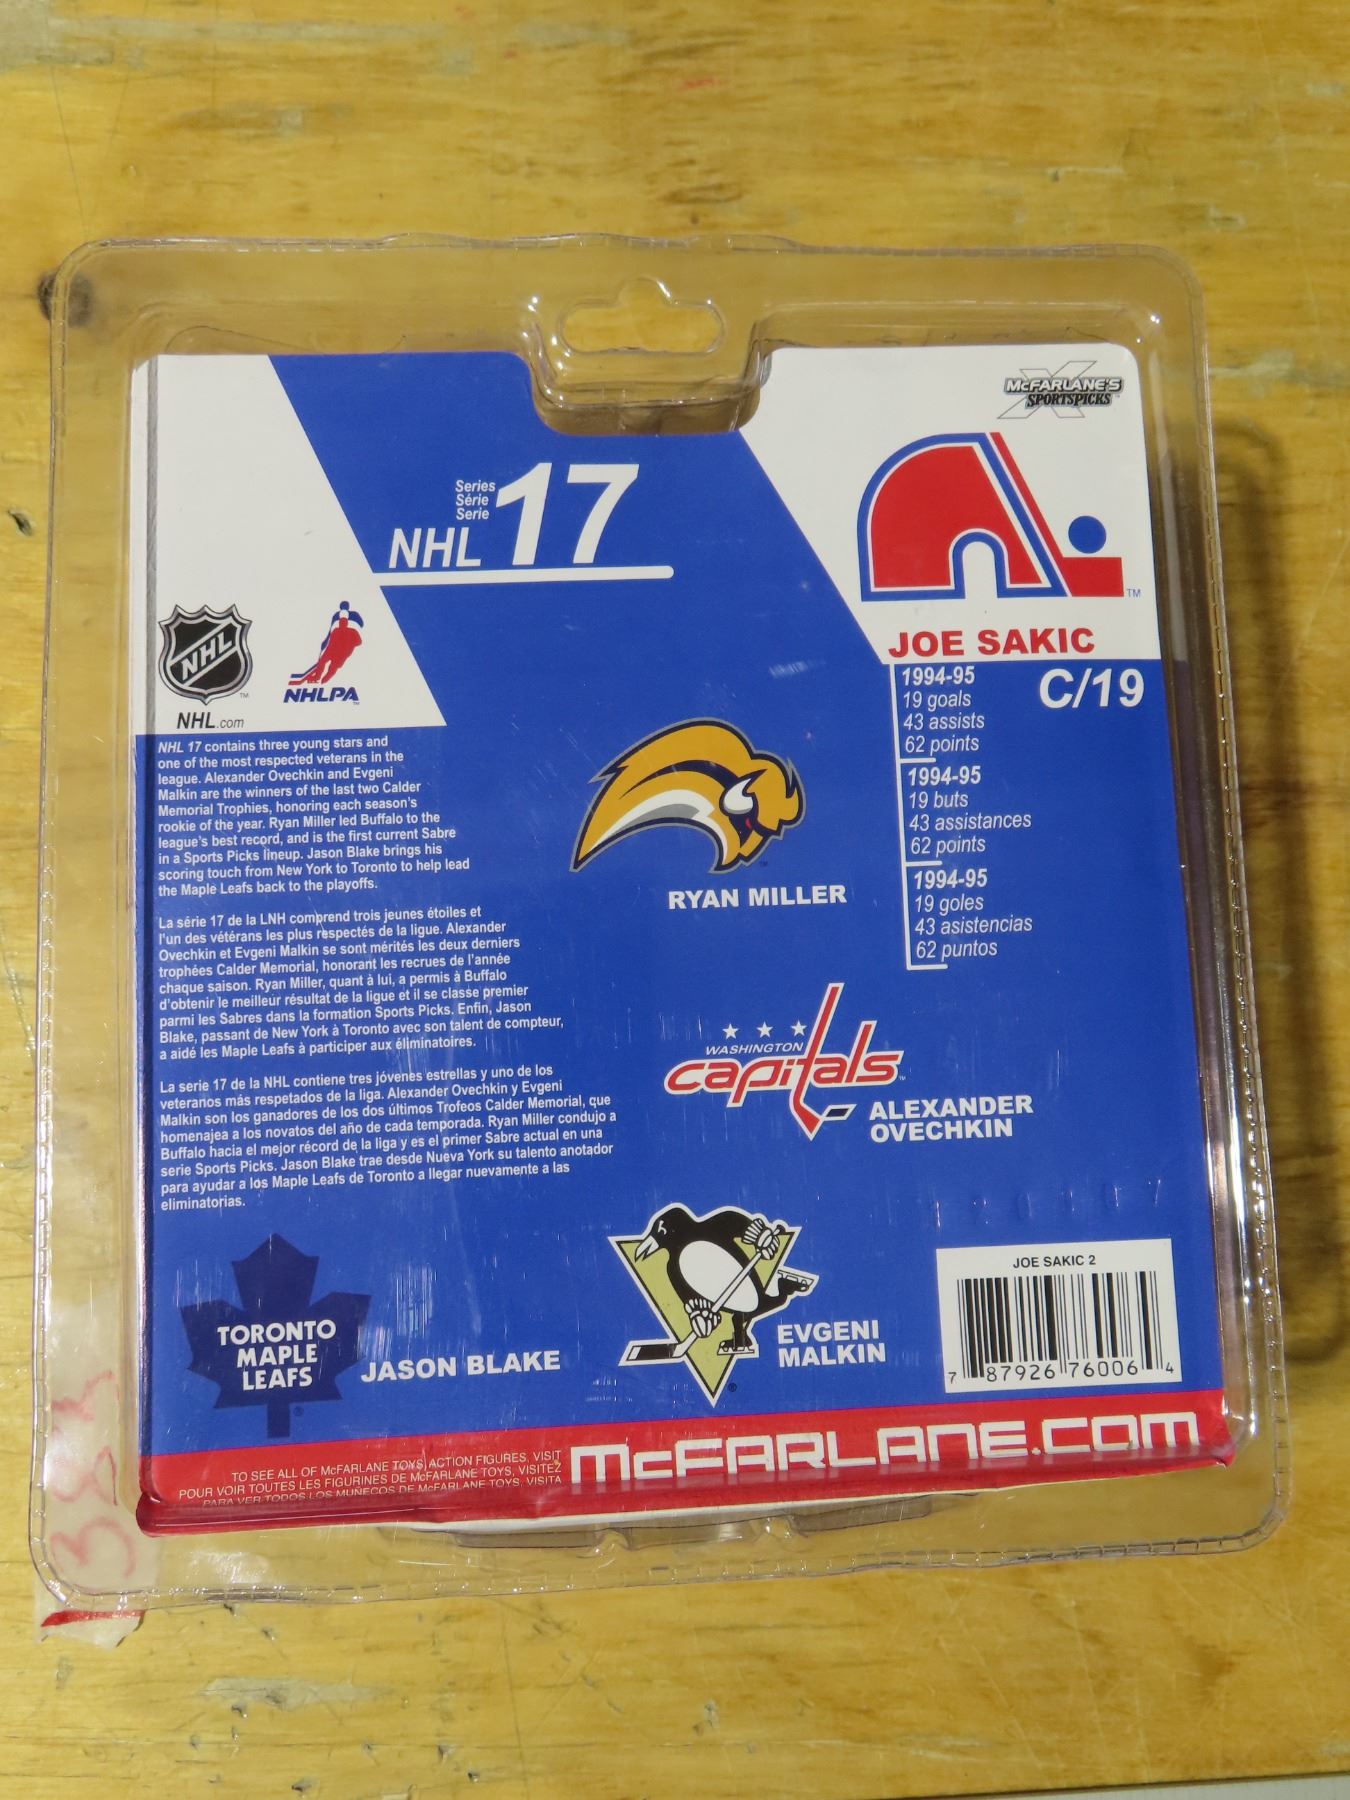 McFARLANE'S
SPORTSPICKS
Series
Série
Serie
NHL 17
TM
JOE SAKIC
C/19
1994-95
19 goals
43 assists
62 points
1994-95
19 buts
43 assistances
62 points
1994-95
19 goles
43 asistencias
62 puntos
NHL
TM
NHL.com
NHLPA
NHL 17 contains three young stars and
one of the most respected veterans in the
league. Alexander Ovechkin and Evgeni
Malkin are the winners of the last two Calder
Memorial Trophies, honoring each season's
rookie of the year. Ryan Miller led Buffalo to the
league's best record, and is the first current Sabre
in a Sports Picks lineup. Jason Blake brings his
scoring touch from New York to Toronto to help lead
the Maple Leafs back to the playoffs.
La série 17 de la LNH comprend trois jeunes étoiles et
l'un des vétérans les plus respectés de la ligue. Alexander
Ovechkin et Evgeni Malkin se sont mérités les deux derniers
trophées Calder Memorial, honorant les recrues de l'année
chaque saison. Ryan Miller, quant à lui, a permis à Buffalo
d'obtenir le meilleur résultat de la ligue et il se classe premier
parmi les Sabres dans la formation Sports Picks. Enfin, Jason
Blake, passant de New York à Toronto avec son talent de compteur,
a aidé les Maple Leafs à participer aux éliminatoires.
La serie 17 de la NHL contiene tres jóvenes estrellas y uno de los
veteranos más respetados de la liga. Alexander Ovechkin y Evgeni
Malkin son los ganadores de los dos últimos Trofeos Calder Memorial, que
homenajea a los novatos del año de cada temporada. Ryan Miller condujo a
Buffalo hacia el mejor récord de la liga y es el primer Sabre actual en una
serie Sports Picks. Jason Blake trae desde Nueva York su talento anotador
para ayudar a los Maple Leafs de Toronto a llegar nuevamente a las
eliminatorias.
RYAN MILLER
WASHINGTON
capitals
ALEXANDER
OVECHKIN
TORONTO
MAPLE
LEAFS
JASON BLAKE
EVGENI
MALKIN
JOE SAKIC 2
7 87926 76006 4
TO SEE ALL OF McFARLANE TOYS ACTION FIGURES, VISIT
POUR VOIR TOUTES LES FIGURINES DE McFARLANE TOYS, VISITEZ
PARA VER TODOS LOS MUÑECOS DE McFARLANE TOYS, VISITA
McFARLANE.COM